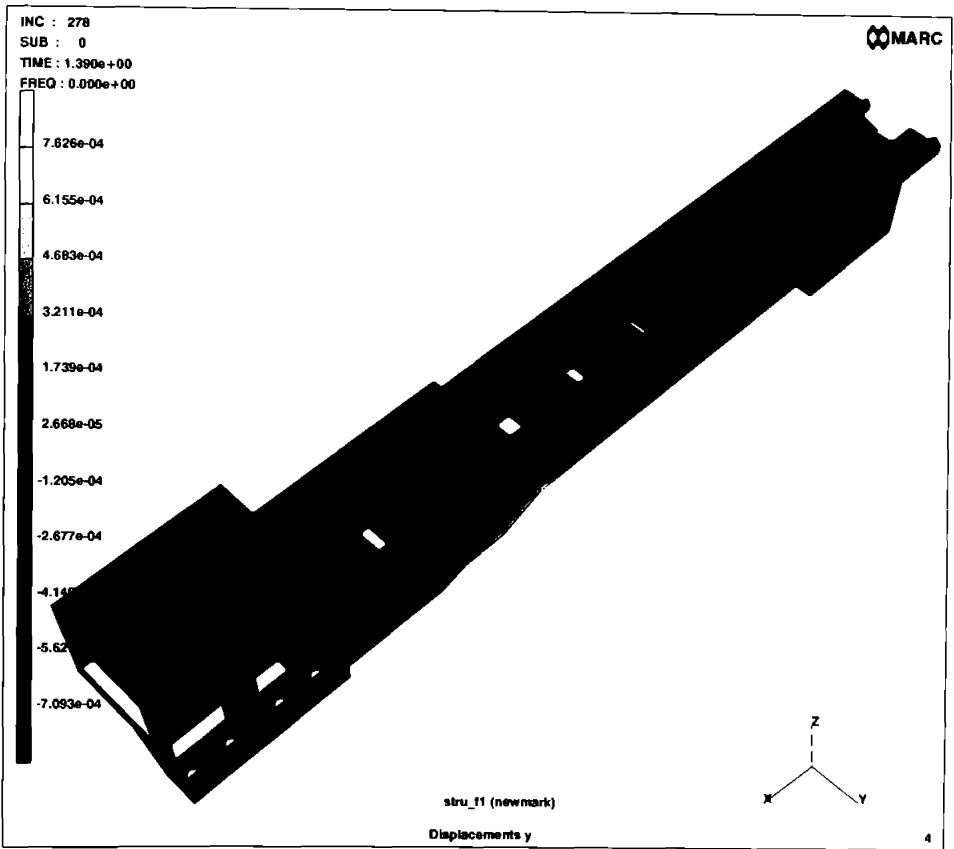 INC : 278
SUB : 0
TIME : 1.390e+00
FREQ : 0.000e+00
MARC
7.626e-04
6.155e-04
4.683e-04
3.211e-04
1.739e-04
2.668e-05
-1.205e-04
-2.677e-04
-5.62
-7.093e-04
Z
X
Y
stru_f1 (newmark)
Displacements y
4